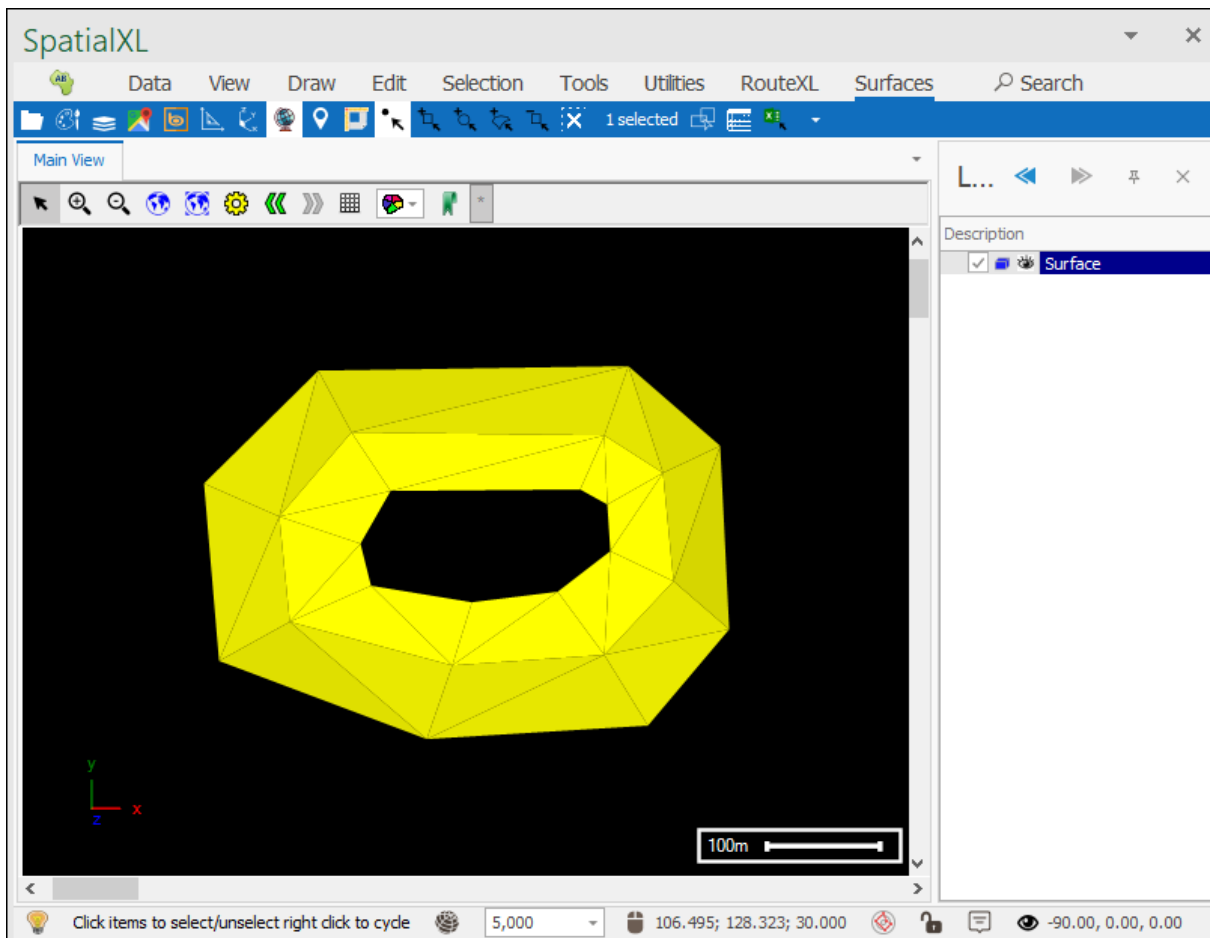 SpatialXL
AB Data View Draw Edit Selection Tools Utilities RouteXL Surfaces Search
1 selected
Main View
L...
*
Description
Surface
y
x
z
100m
Click items to select/unselect right click to cycle 5,000 106.495; 128.323; 30.000 -90.00, 0.00, 0.00